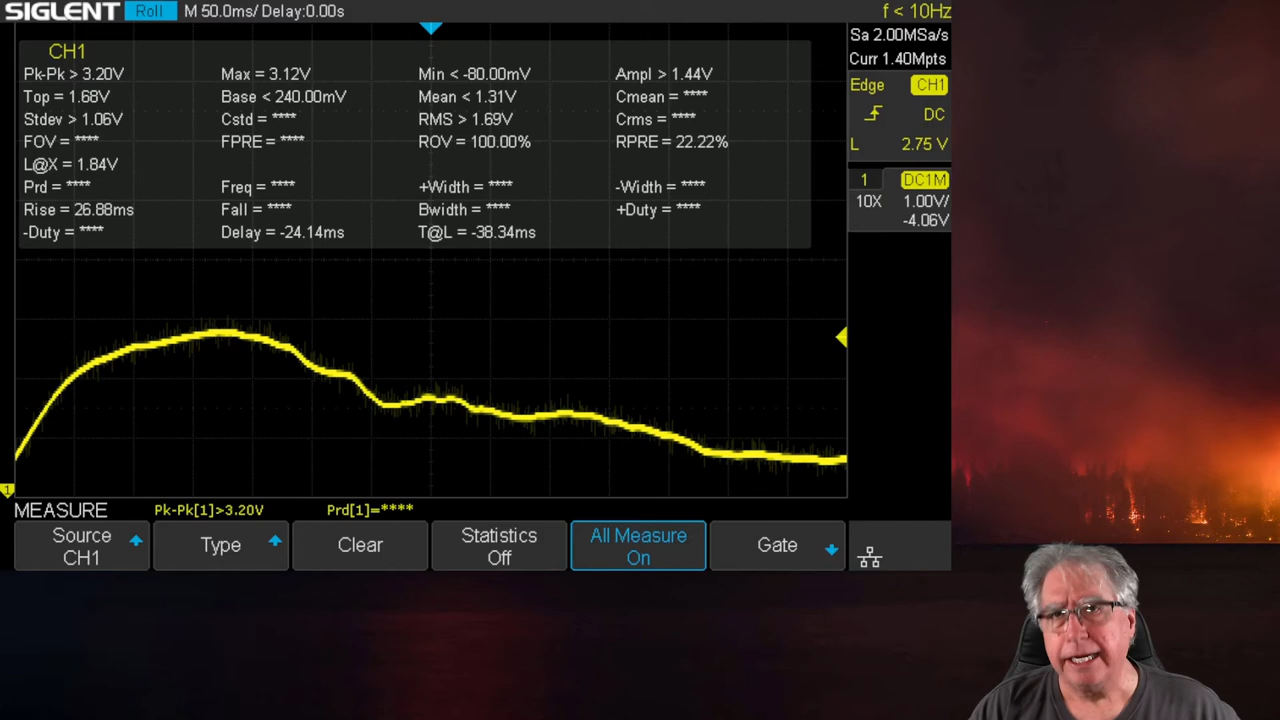 SIGLENT Roll M 50.0ms/ Delay:0.00s f < 10Hz
Sa 2.00MSa/s
Curr 1.40Mpts
Edge CH1
DC
L 2.75 V
1 DC1M
10X 1.00V/
-4.06V
CH1
Pk-Pk > 3.20V Max = 3.12V Min < -80.00mV Ampl > 1.44V
Top = 1.68V Base < 240.00mV Mean < 1.31V Cmean = ****
Stdev > 1.06V Cstd = **** RMS > 1.69V Crms = ****
FOV = **** FPRE = **** ROV = 100.00% RPRE = 22.22%
L@X = 1.84V
Prd = **** Freq = **** +Width = **** -Width = ****
Rise = 26.88ms Fall = **** Bwidth = **** +Duty = ****
-Duty = **** Delay = -24.14ms T@L = -38.34ms
1
MEASURE Pk-Pk[1]>3.20V Prd[1]=****
Source
CH1
Type
Clear
Statistics
Off
All Measure
On
Gate